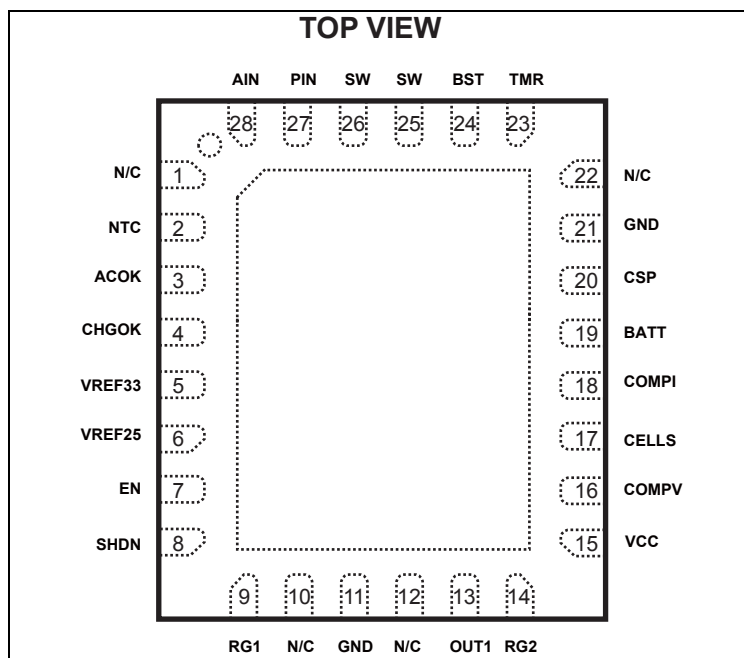 TOP VIEW
AIN PIN SW SW BST TMR
28 27 26 25 24 23
N/C 1 22 N/C
NTC 2 21 GND
ACOK 3 20 CSP
CHGOK 4 19 BATT
VREF33 5 18 COMPI
VREF25 6 17 CELLS
EN 7 16 COMPV
SHDN 8 15 VCC
9 10 11 12 13 14
RG1 N/C GND N/C OUT1 RG2